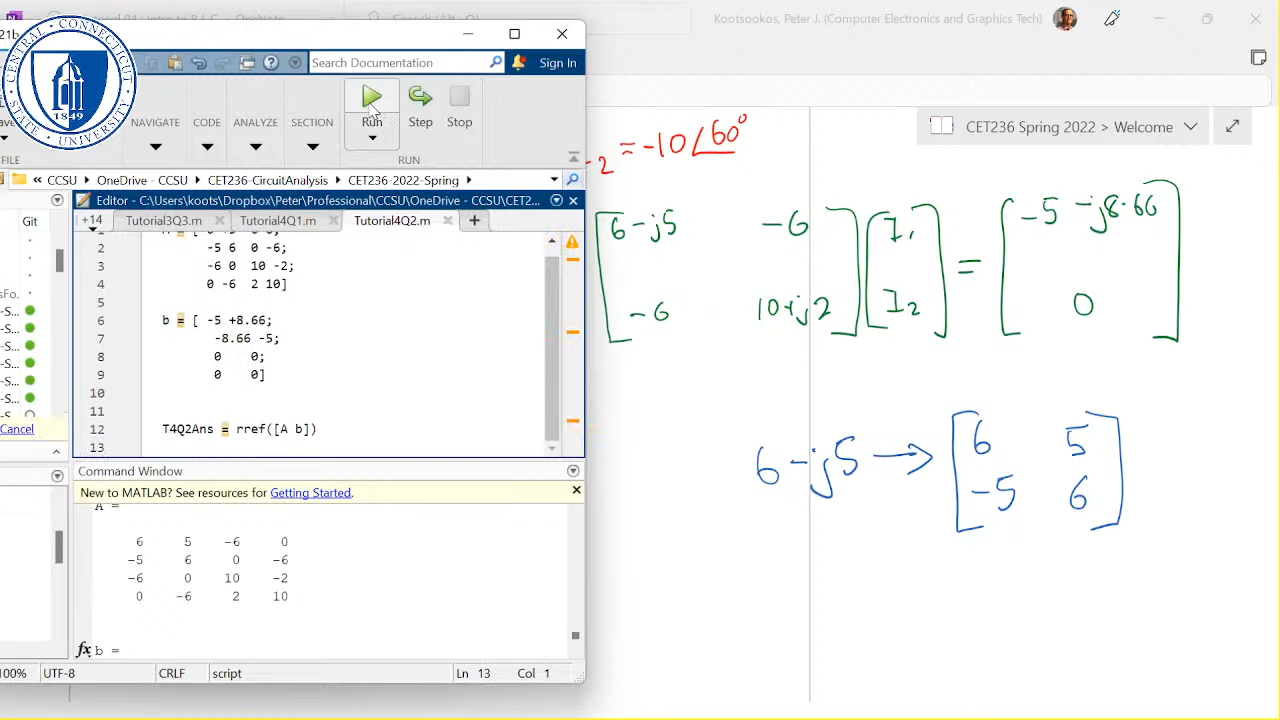 Kootsookos, Peter J. (Computer Electronics and Graphics Tech)
21b
CENTRAL CONNECTICUT STATE UNIVERSITY
1849
Search Documentation
Sign In
NAVIGATE
CODE
ANALYZE
SECTION
Run
Step
Stop
FILE
RUN
CCSU
OneDrive - CCSU
CET236-CircuitAnalysis
CET236-2022-Spring
Editor - C:\Users\koots\Dropbox\Peter\Professional\CCSU\OneDrive - CCSU\CET2...
Git
+14
Tutorial3Q3.m
Tutorial4Q1.m
Tutorial4Q2.m
2 -5 6 0 -6;
3 -6 0 10 -2;
4 0 -6 2 10]
5
6 b = [ -5 +8.66;
7 -8.66 -5;
8 0 0;
9 0 0]
10
11
12 T4Q2Ans = rref([A b])
13
Cancel
Command Window
New to MATLAB? See resources for Getting Started.
A =
6 5 -6 0
-5 6 0 -6
-6 0 10 -2
0 -6 2 10
fx b =
100%
UTF-8
CRLF
script
Ln 13
Col 1
CET236 Spring 2022 > Welcome
-2 = -10∠60°
6-j5 -6 I1 = -5 -j8.66
-6 10+j2 I2 0
6-j5 → 6 5
-5 6